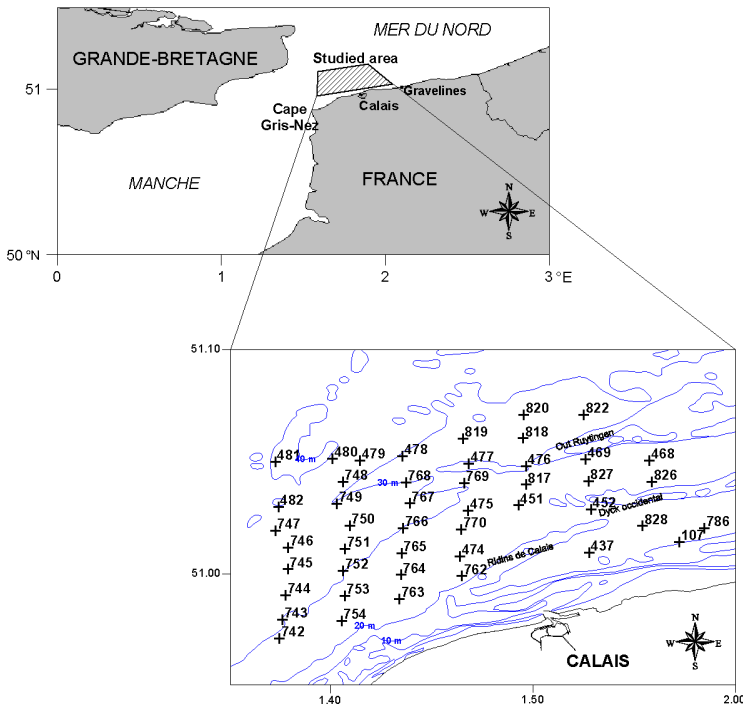 MER DU NORD
GRANDE-BRETAGNE
Studied area
51
Gravelines
Calais
Cape
Gris-Nez
MANCHE
FRANCE
N
W E
S
50 °N
0 1 2 3 °E
51.10
820 822
819 818
Out Ruytingen
481 480 479 478
40 m
477 476 469 468
748 768 769 817 827 826
30 m
482 749 767 475 451 452
Dyck occidental
747 750 766 770 828 786
107
746 751 765 474 437
Ridins de Calais
745 752 764 762
51.00
744 753 763
743 754
20 m
742
10 m
N
W E
S
CALAIS
50.95
1.40 1.50 2.00